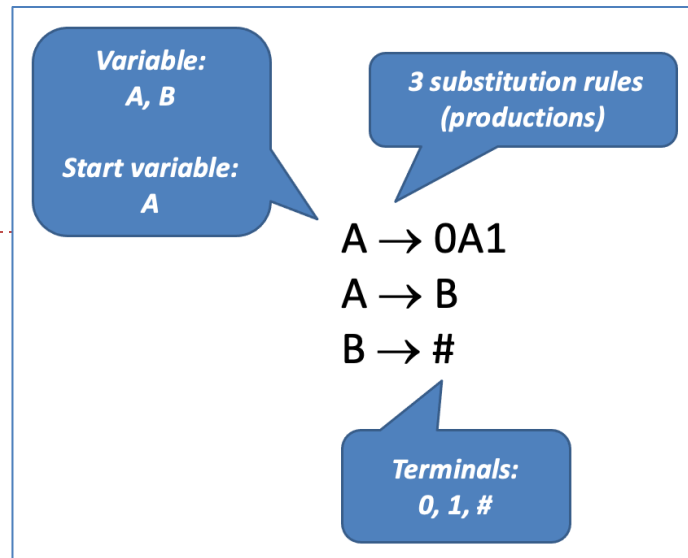 Variable:
A, B
Start variable:
A
3 substitution rules
(productions)
A → 0A1
A → B
B → #
Terminals:
0, 1, #